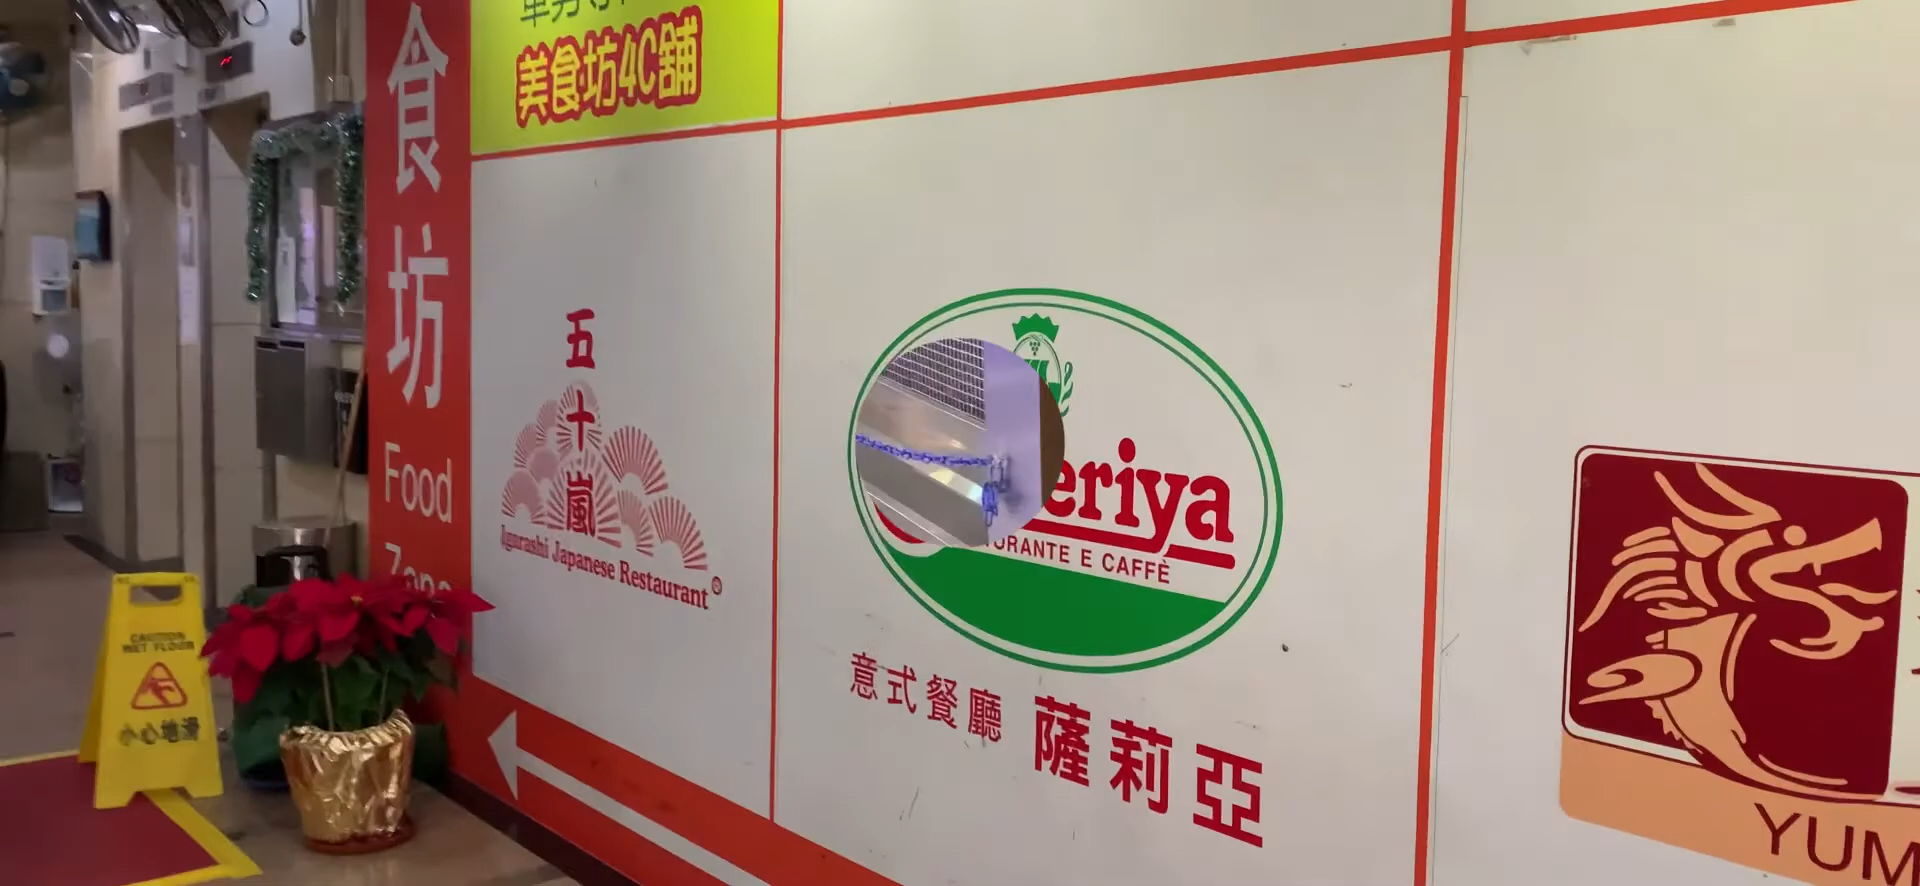 美食坊4C舖
食坊
Food
Zone
五十嵐
Igarashi Japanese Restaurant
eriya
E CAFFÈ
意式餐廳 薩莉亞
YUM
CAUTION
WET FLOOR
小心地滑